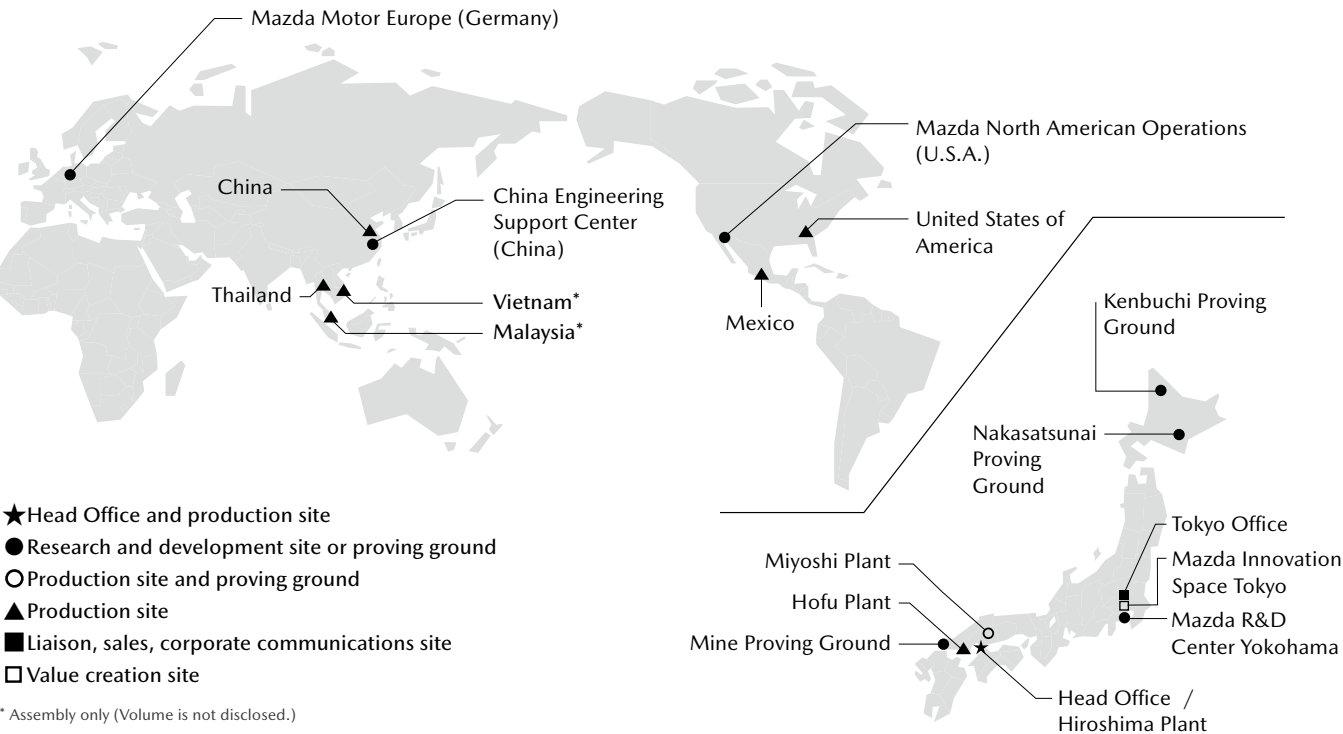 Mazda Motor Europe (Germany)
China
China Engineering
Support Center
(China)
Thailand
Vietnam*
Malaysia*
Mazda North American Operations
(U.S.A.)
United States of
America
Mexico
Kenbuchi Proving
Ground
Nakasatsunai
Proving
Ground
Tokyo Office
Mazda Innovation
Space Tokyo
Mazda R&D
Center Yokohama
Miyoshi Plant
Hofu Plant
Mine Proving Ground
Head Office /
Hiroshima Plant
Head Office and production site
Research and development site or proving ground
Production site and proving ground
Production site
Liaison, sales, corporate communications site
Value creation site
* Assembly only (Volume is not disclosed.)